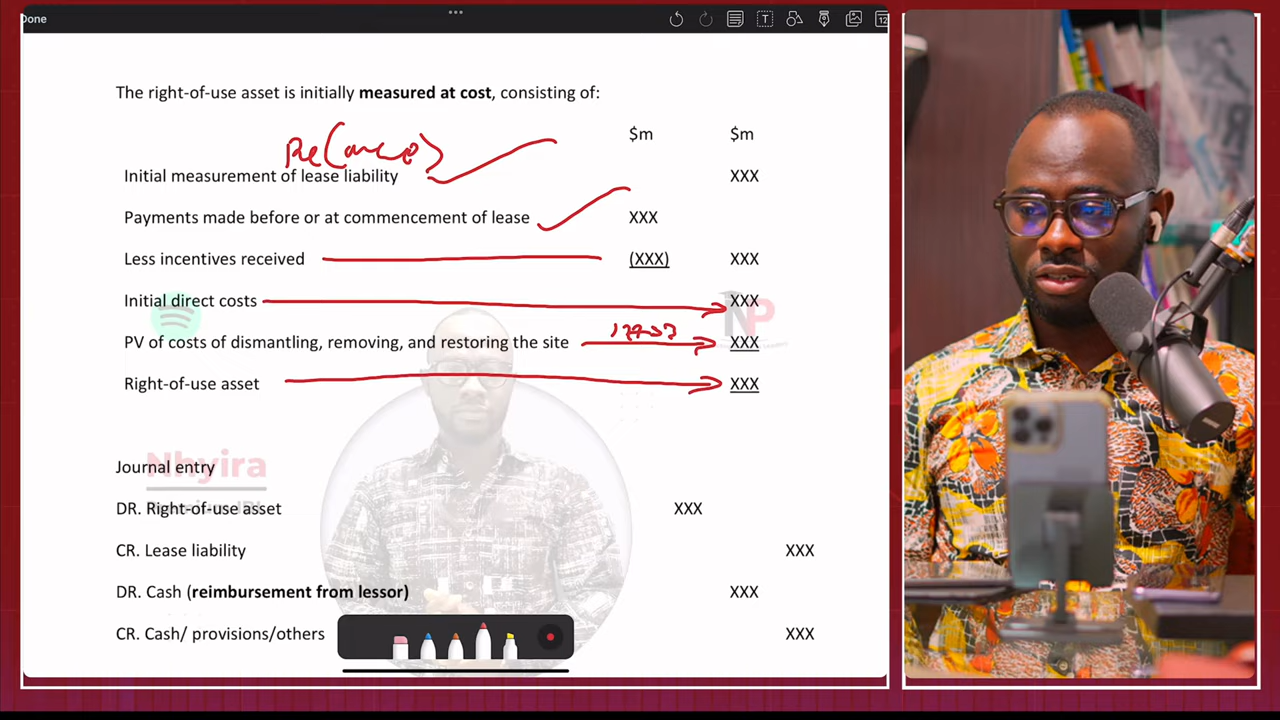 Done
The right-of-use asset is initially measured at cost, consisting of:
$m $m
Initial measurement of lease liability XXX
Payments made before or at commencement of lease XXX
Less incentives received (XXX) XXX
Initial direct costs XXX
PV of costs of dismantling, removing, and restoring the site XXX
Right-of-use asset XXX
Nhyira
Journal entry
DR. Right-of-use asset XXX
CR. Lease liability XXX
DR. Cash (reimbursement from lessor) XXX
CR. Cash/ provisions/others XXX
NP
T
12